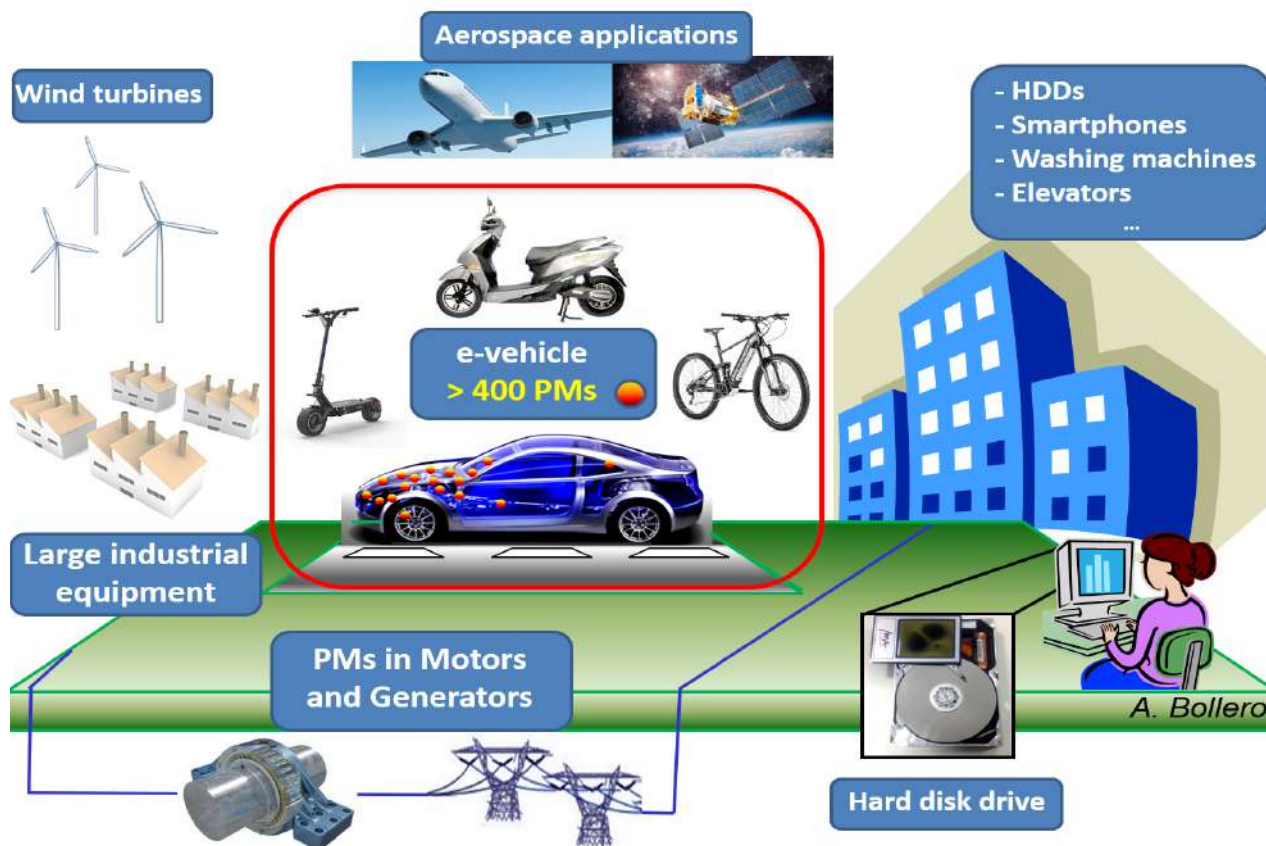 Aerospace applications
Wind turbines
- HDDs
- Smartphones
- Washing machines
- Elevators
...
e-vehicle
> 400 PMs
Large industrial
equipment
PMs in Motors
and Generators
A. Bollero
Hard disk drive